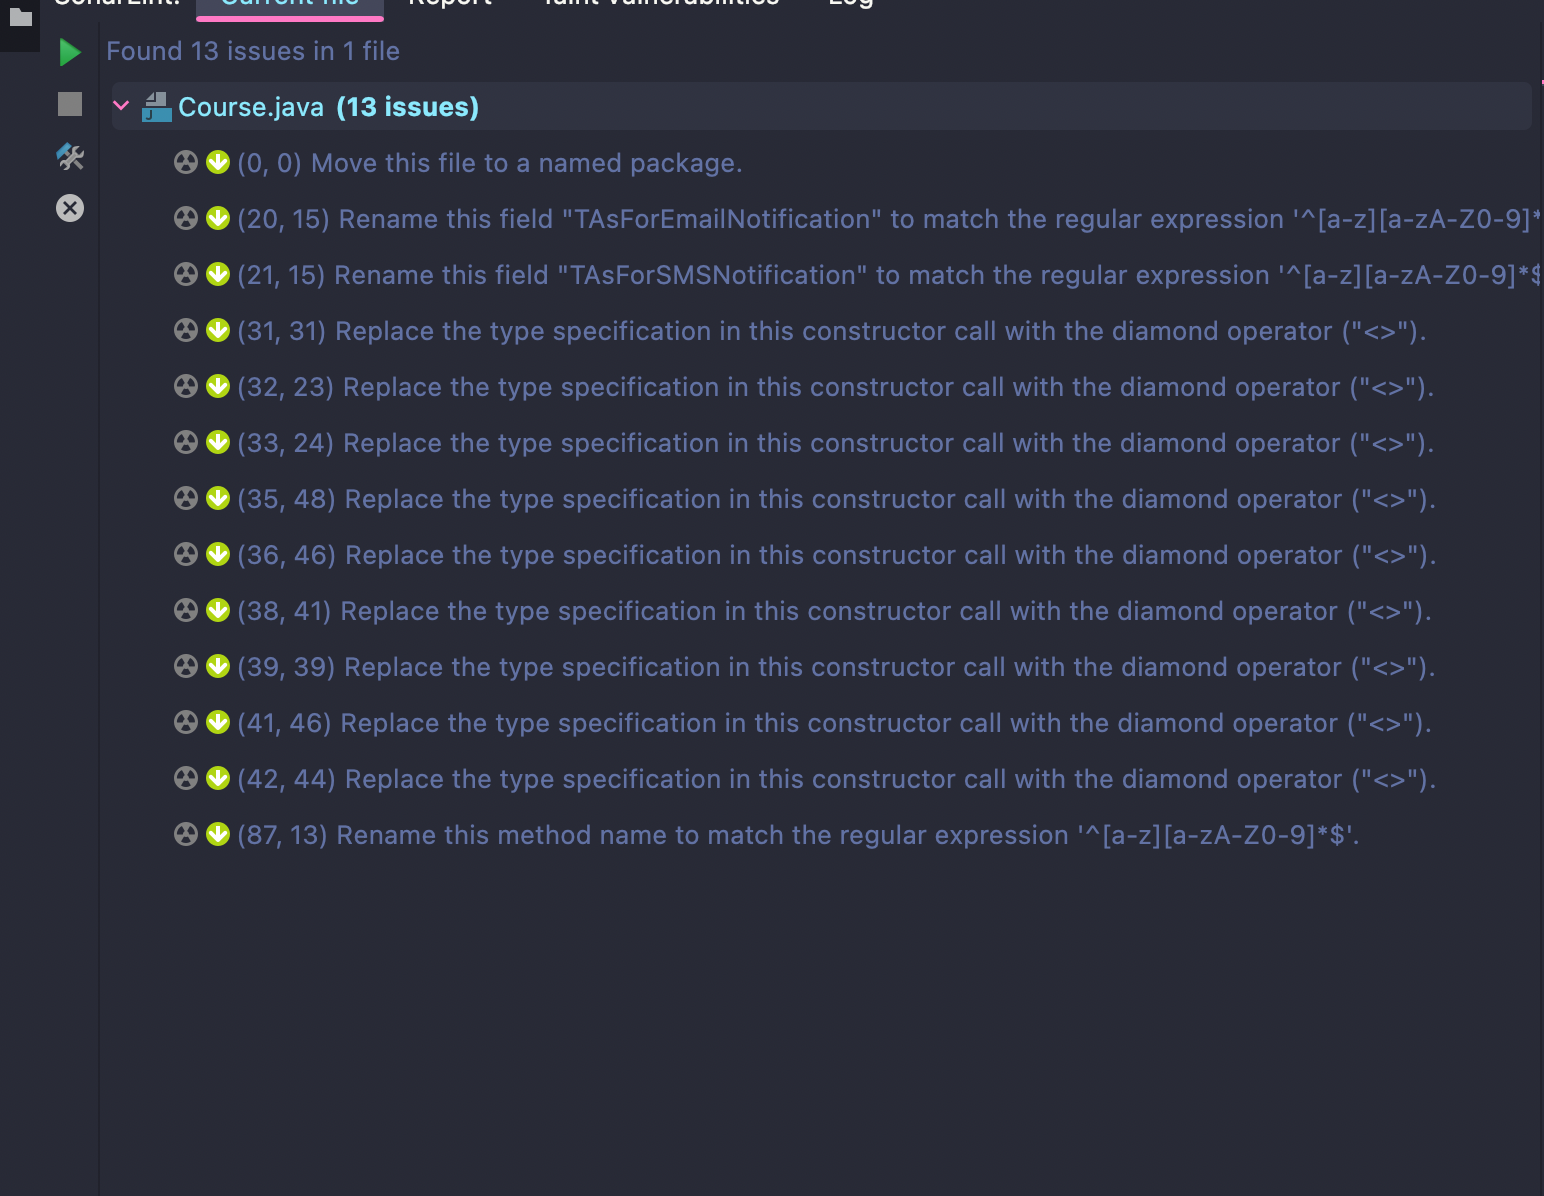 SonarLint: Current file Report Taint Vulnerabilities Log
Found 13 issues in 1 file
Course.java (13 issues)
(0, 0) Move this file to a named package.
(20, 15) Rename this field "TAsForEmailNotification" to match the regular expression '^[a-z][a-zA-Z0-9]*
(21, 15) Rename this field "TAsForSMSNotification" to match the regular expression '^[a-z][a-zA-Z0-9]*$
(31, 31) Replace the type specification in this constructor call with the diamond operator ("<>").
(32, 23) Replace the type specification in this constructor call with the diamond operator ("<>").
(33, 24) Replace the type specification in this constructor call with the diamond operator ("<>").
(35, 48) Replace the type specification in this constructor call with the diamond operator ("<>").
(36, 46) Replace the type specification in this constructor call with the diamond operator ("<>").
(38, 41) Replace the type specification in this constructor call with the diamond operator ("<>").
(39, 39) Replace the type specification in this constructor call with the diamond operator ("<>").
(41, 46) Replace the type specification in this constructor call with the diamond operator ("<>").
(42, 44) Replace the type specification in this constructor call with the diamond operator ("<>").
(87, 13) Rename this method name to match the regular expression '^[a-z][a-zA-Z0-9]*$'.